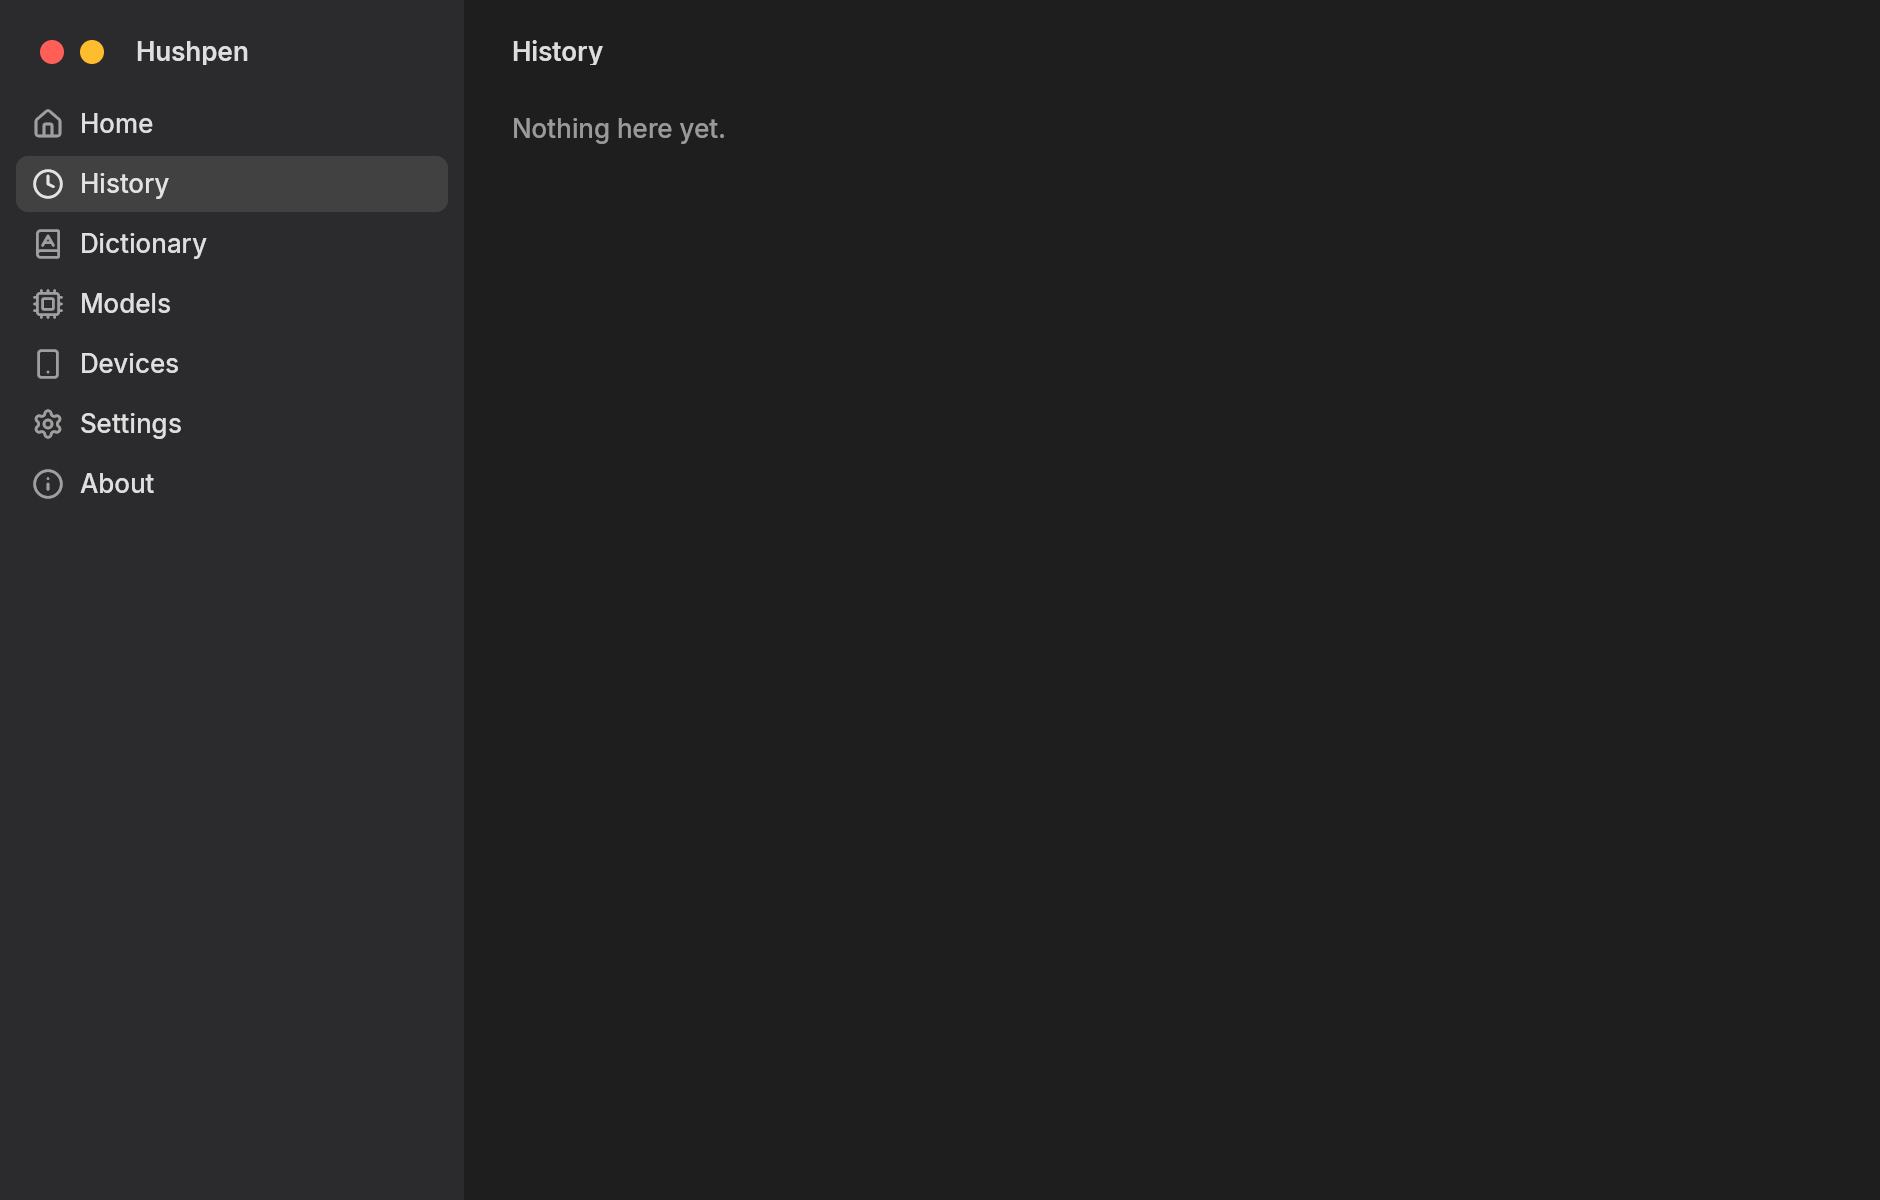 Hushpen
Home
History
Dictionary
Models
Devices
Settings
About
History
Nothing here yet.